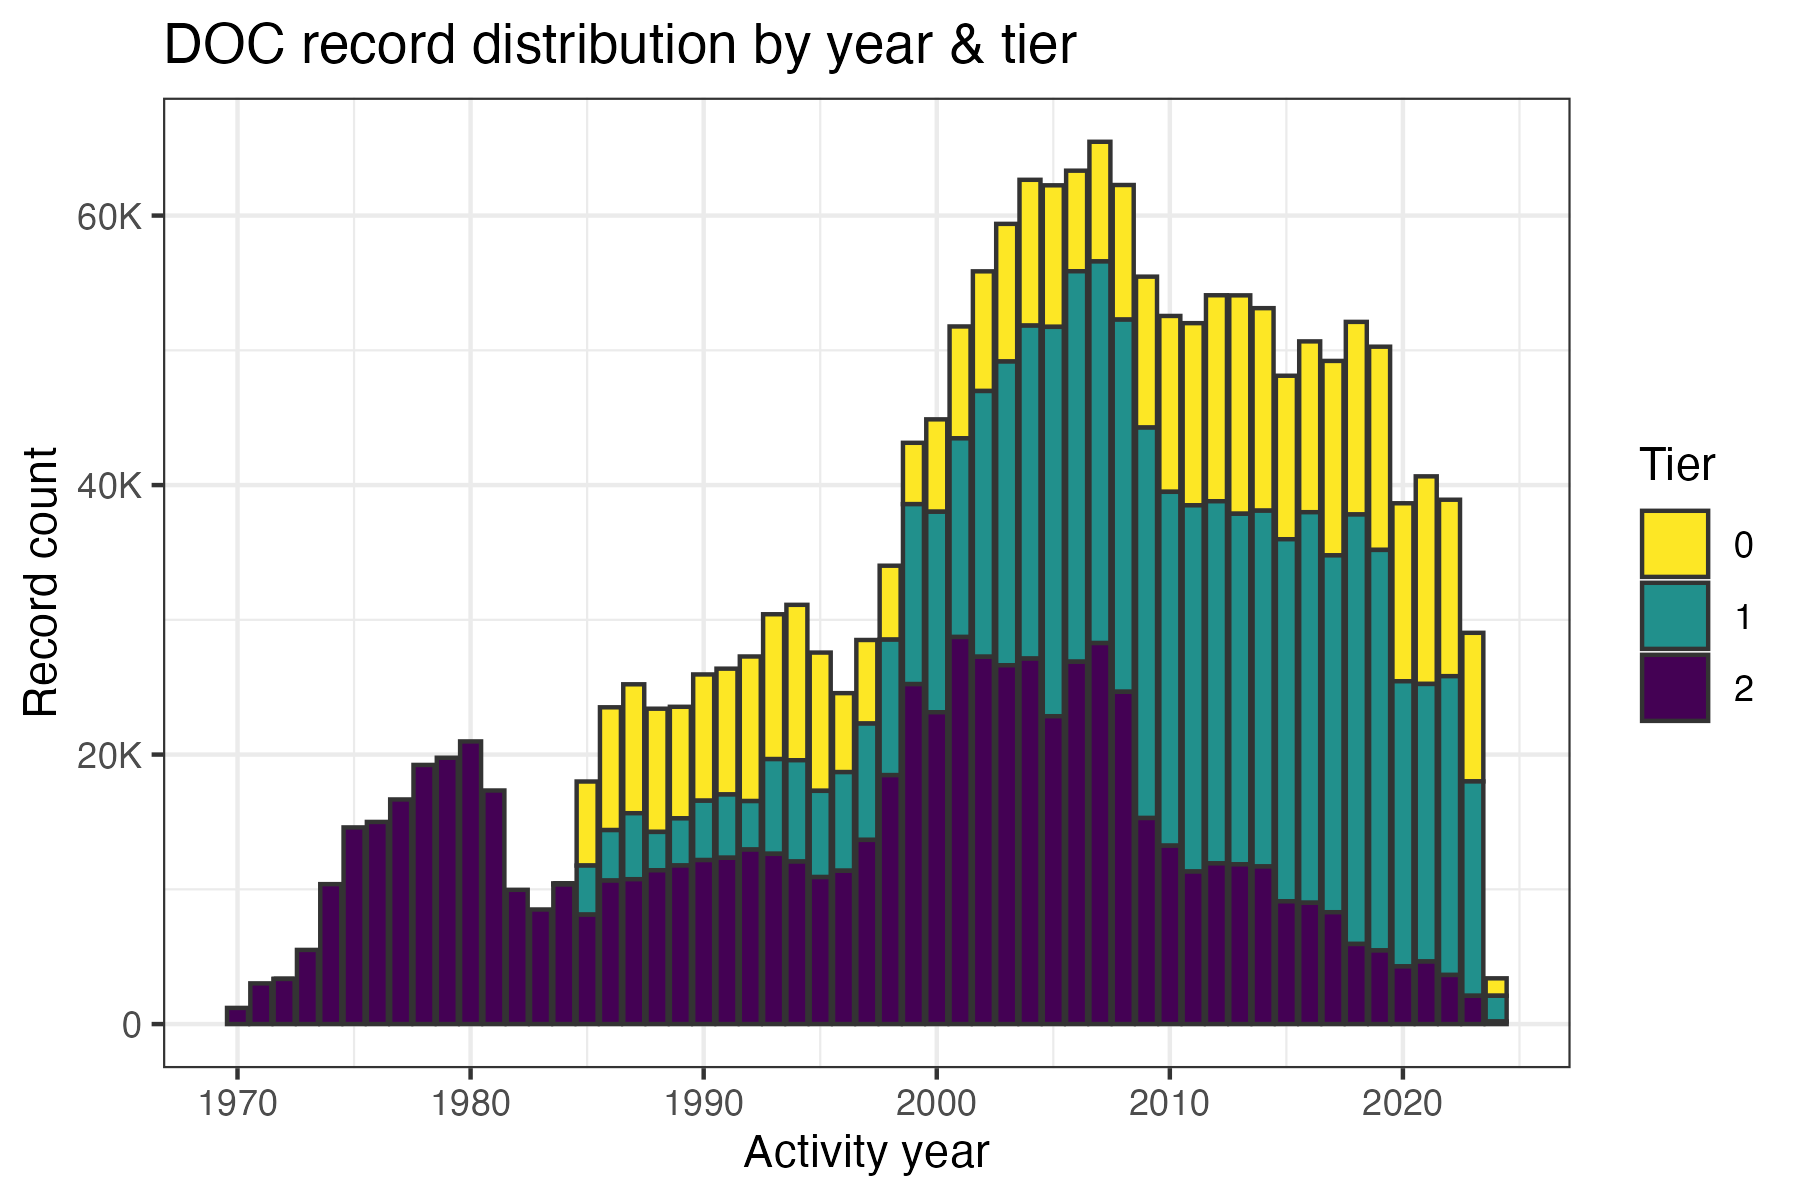 DOC record distribution by year & tier
60K
40K
20K
0
Record count
1970 1980 1990 2000 2010 2020
Activity year
Tier
0
1
2